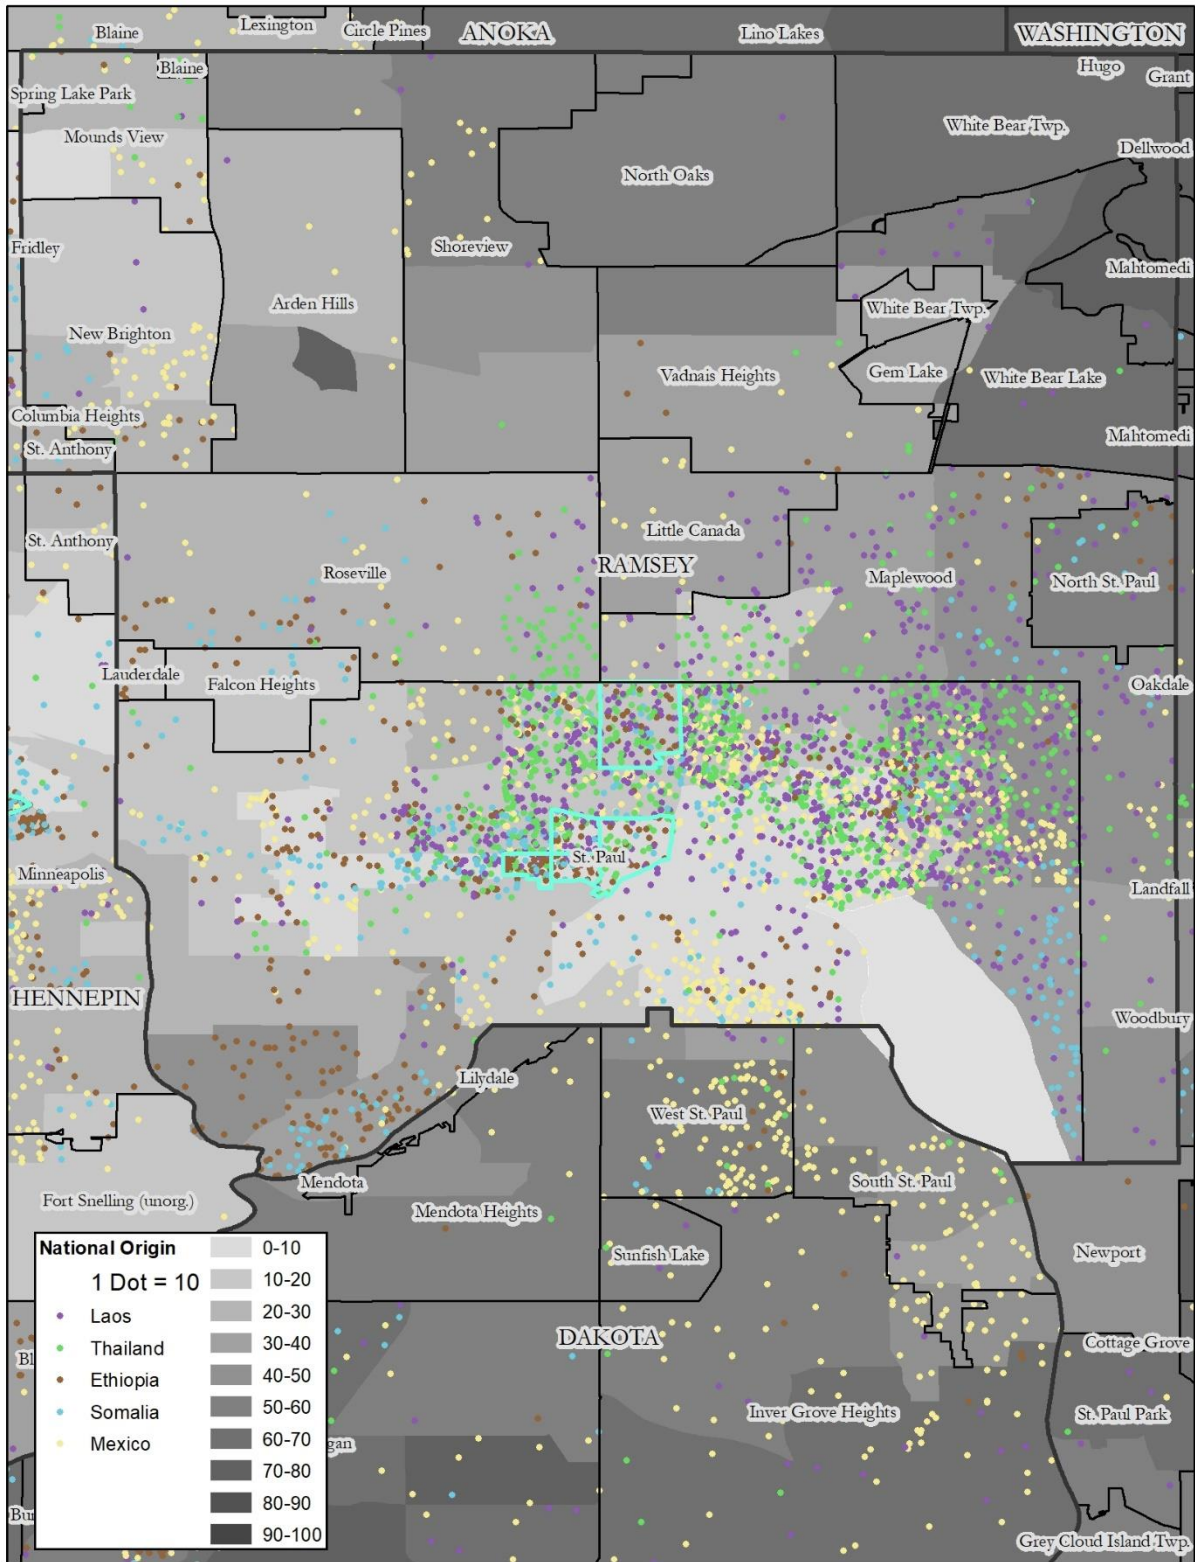 Blaine
Lexington
Circle Pines
ANOKA
Lino Lakes
WASHINGTON
Blaine
Hugo
Grant
Spring Lake Park
Mounds View
White Bear Twp.
Dellwood
North Oaks
Fridley
Shoreview
Mahtomedi
Arden Hills
White Bear Twp.
New Brighton
Vadnais Heights
Gem Lake
White Bear Lake
Columbia Heights
St. Anthony
Mahtomedi
St. Anthony
Little Canada
RAMSEY
Roseville
Maplewood
North St. Paul
Lauderdale
Falcon Heights
Oakdale
St. Paul
Minneapolis
Landfall
HENNEPIN
Woodbury
Lilydale
West St. Paul
Mendota
South St. Paul
Fort Snelling (unorg.)
Mendota Heights
Sunfish Lake
Newport
DAKOTA
Cottage Grove
Bl
Inver Grove Heights
St. Paul Park
gan
Bu
Grey Cloud Island Twp.
National Origin
1 Dot = 10
Laos
Thailand
Ethiopia
Somalia
Mexico
0-10
10-20
20-30
30-40
40-50
50-60
60-70
70-80
80-90
90-100